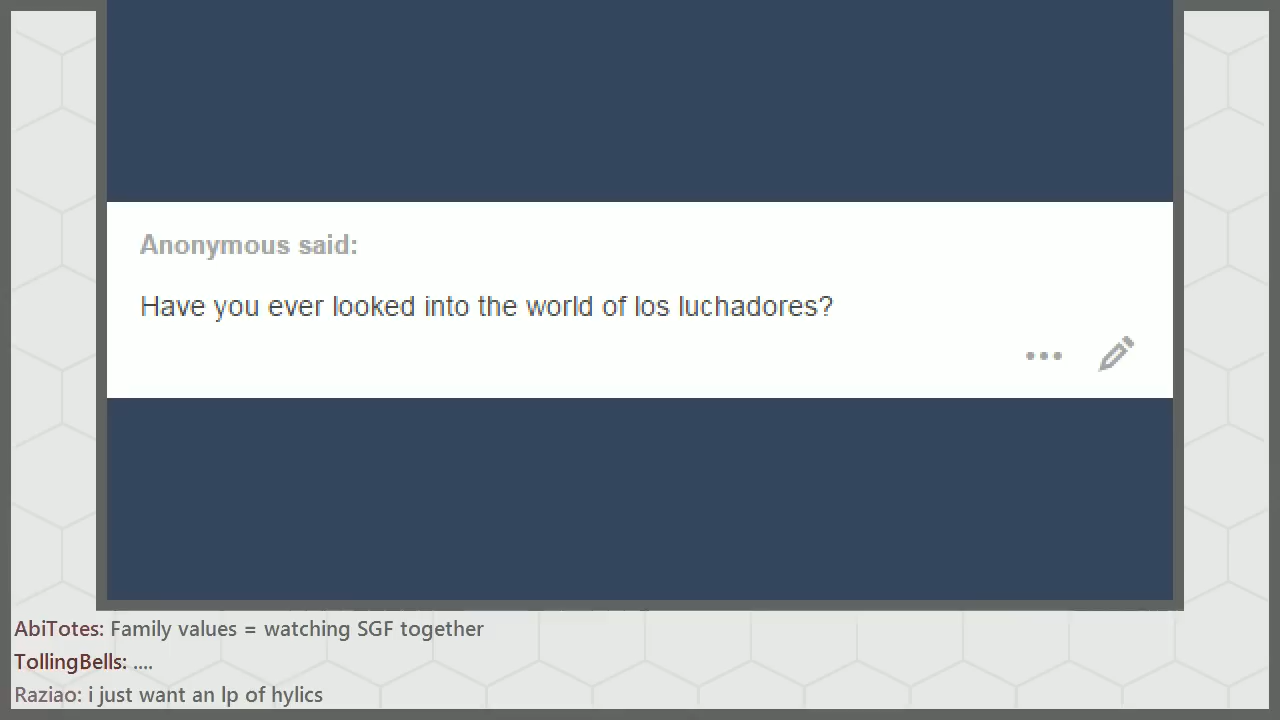 Anonymous said:
Have you ever looked into the world of los luchadores?
AbiTotes: Family values = watching SGF together
TollingBells: ....
Raziao: i just want an lp of hylics